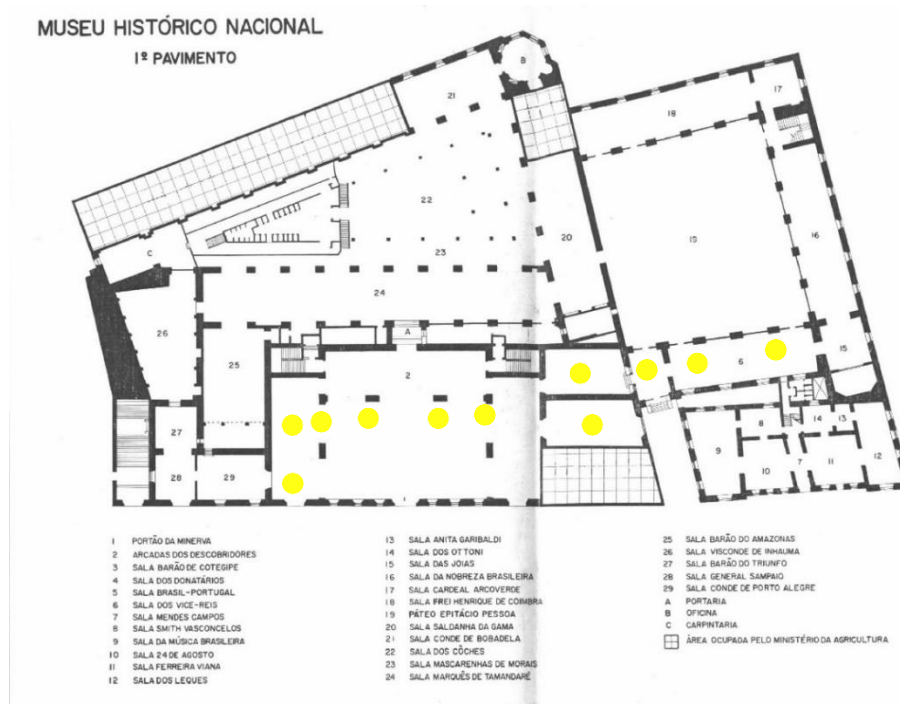 MUSEU HISTÓRICO NACIONAL
1º PAVIMENTO
B
17
21
18
22
20
19
16
C
23
24
26
A
25
2
6
15
27
8
14
13
9
10
7
11
12
28
29
1
1 PORTÃO DA MINERVA
2 ARCADAS DOS DESCOBRIDORES
3 SALA BARÃO DE COTEGIPE
4 SALA DOS DONATÁRIOS
5 SALA BRASIL-PORTUGAL
6 SALA DOS VICE-REIS
7 SALA MENDES CAMPOS
8 SALA SMITH VASCONCELOS
9 SALA DA MÚSICA BRASILEIRA
10 SALA 24 DE AGOSTO
11 SALA FERREIRA VIANA
12 SALA DOS LEQUES
13 SALA ANITA GARIBALDI
14 SALA DOS OTTONI
15 SALA DAS JOIAS
16 SALA DA NOBREZA BRASILEIRA
17 SALA CARDEAL ARCOVERDE
18 SALA FREI HENRIQUE DE COIMBRA
19 PÁTEO EPITÁCIO PESSOA
20 SALA SALDANHA DA GAMA
21 SALA CONDE DE BOBADELA
22 SALA DOS CÔCHES
23 SALA MASCARENHAS DE MORAIS
24 SALA MARQUÊS DE TAMANDARÉ
25 SALA BARÃO DO AMAZONAS
26 SALA VISCONDE DE INHAUMA
27 SALA BARÃO DO TRIUNFO
28 SALA GENERAL SAMPAIO
29 SALA CONDE DE PORTO ALEGRE
A PORTARIA
B OFICINA
C CARPINTARIA
ÁREA OCUPADA PELO MINISTÉRIO DA AGRICULTURA